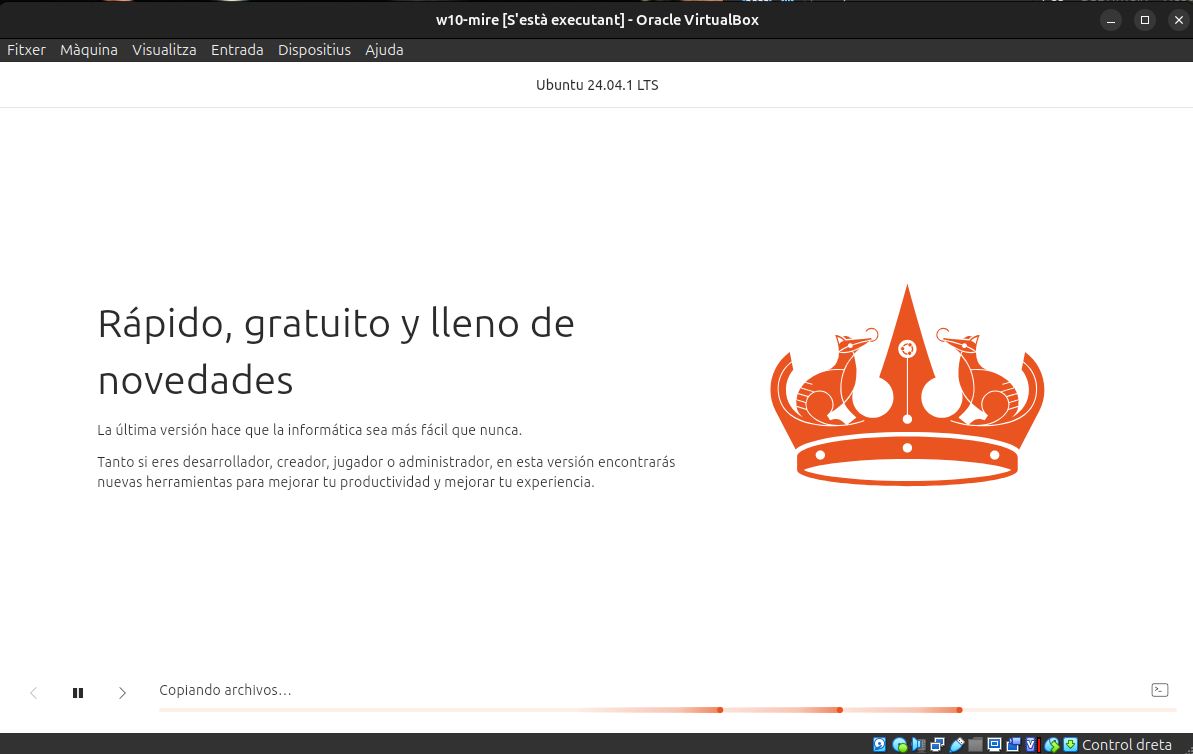 w10-mire [S'està executant] - Oracle VirtualBox
Fitxer Màquina Visualitza Entrada Dispositius Ajuda
Ubuntu 24.04.1 LTS
Rápido, gratuito y lleno de
novedades
La última versión hace que la informática sea más fácil que nunca.
Tanto si eres desarrollador, creador, jugador o administrador, en esta versión encontrarás
nuevas herramientas para mejorar tu productividad y mejorar tu experiencia.
Copiando archivos…
Control dreta